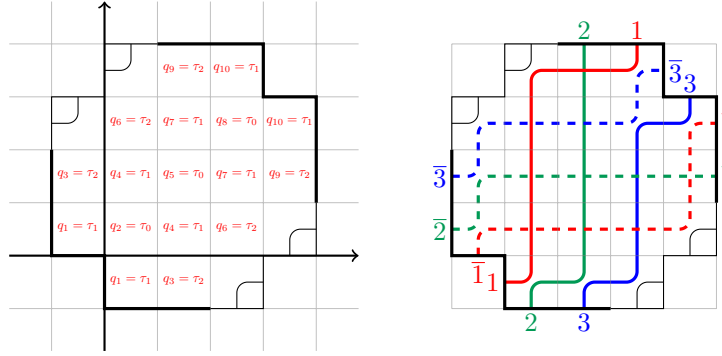 q₉ = τ₂ q₁₀ = τ₁
q₆ = τ₂ q₇ = τ₁ q₈ = τ₀ q₁₀ = τ₁
q₃ = τ₂ q₄ = τ₁ q₅ = τ₀ q₇ = τ₁ q₉ = τ₂
q₁ = τ₁ q₂ = τ₀ q₄ = τ₁ q₆ = τ₂
q₁ = τ₁ q₃ = τ₂
2 1
3̅ 3
3̅
2̅
1̅ 1
2 3